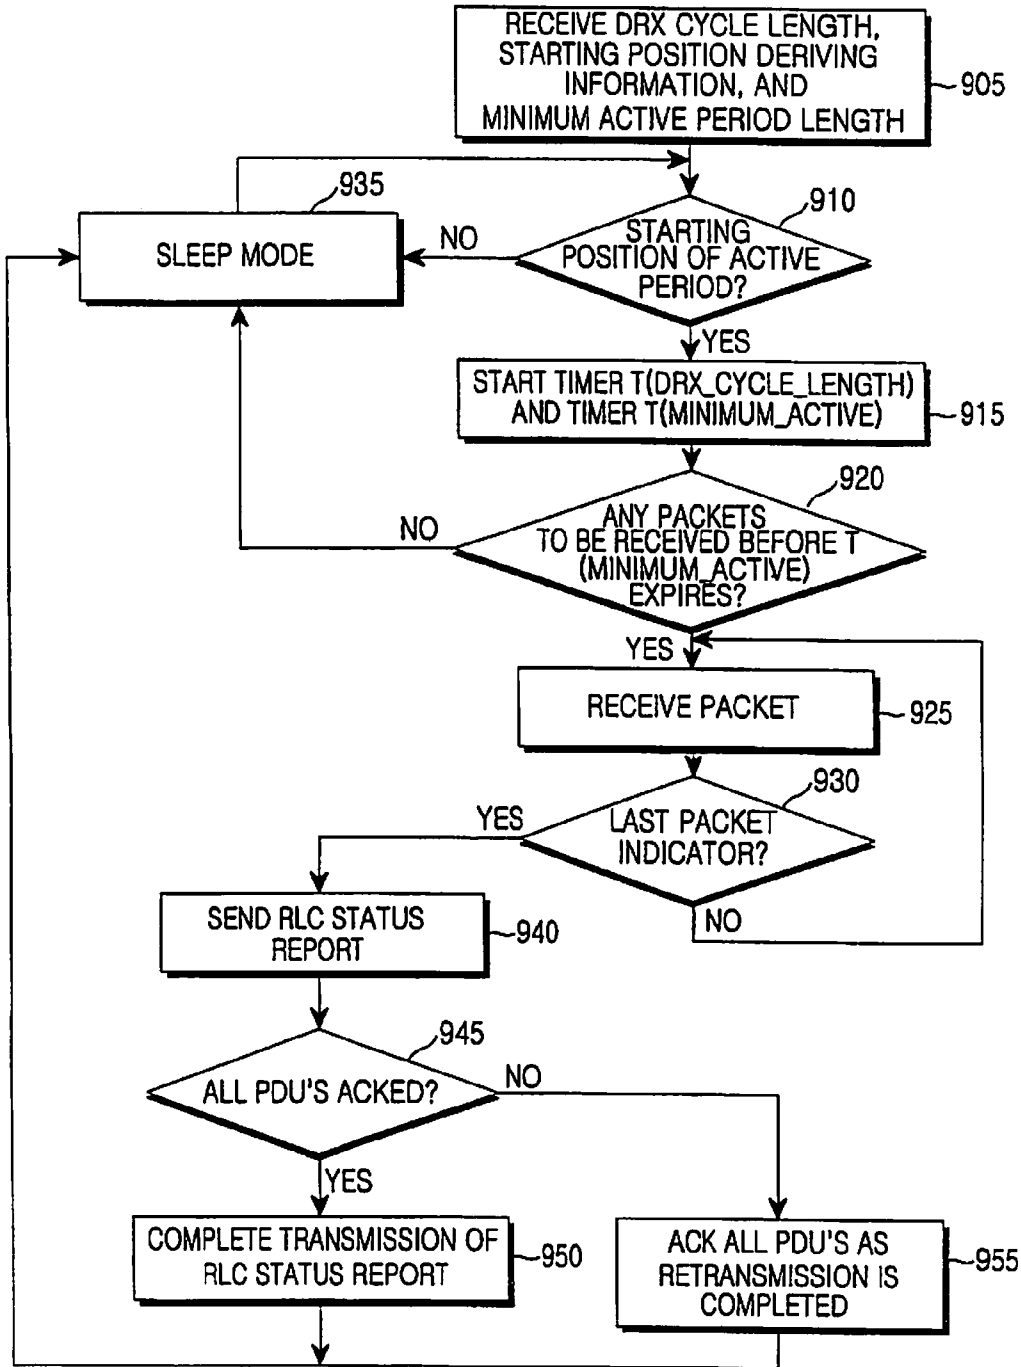 RECEIVE DRX CYCLE LENGTH,
STARTING POSITION DERIVING
INFORMATION, AND
MINIMUM ACTIVE PERIOD LENGTH
905
935
SLEEP MODE
910
STARTING
POSITION OF ACTIVE
PERIOD?
NO
YES
START TIMER T(DRX_CYCLE_LENGTH)
AND TIMER T(MINIMUM_ACTIVE)
915
920
ANY PACKETS
TO BE RECEIVED BEFORE T
(MINIMUM_ACTIVE)
EXPIRES?
NO
YES
RECEIVE PACKET
925
930
LAST PACKET
INDICATOR?
YES
NO
SEND RLC STATUS
REPORT
940
945
ALL PDU'S ACKED?
NO
YES
COMPLETE TRANSMISSION OF
RLC STATUS REPORT
950
ACK ALL PDU'S AS
RETRANSMISSION IS
COMPLETED
955